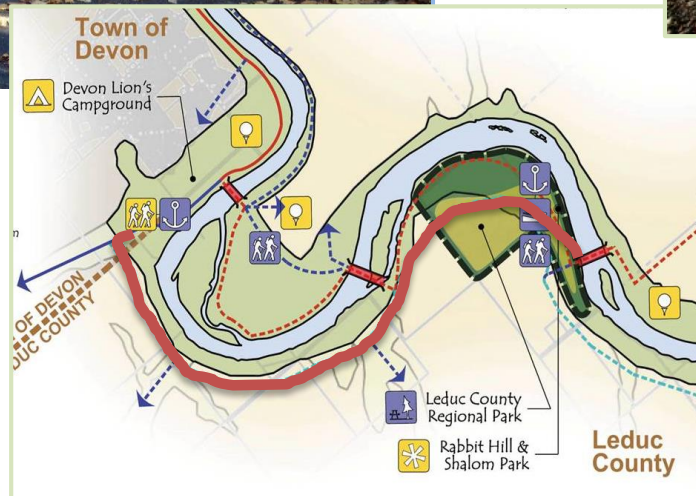 Town of
Devon
Devon Lion's
Campground
OF DEVON
DUC COUNTY
Leduc County
Regional Park
Rabbit Hill &
Shalom Park
Leduc
County